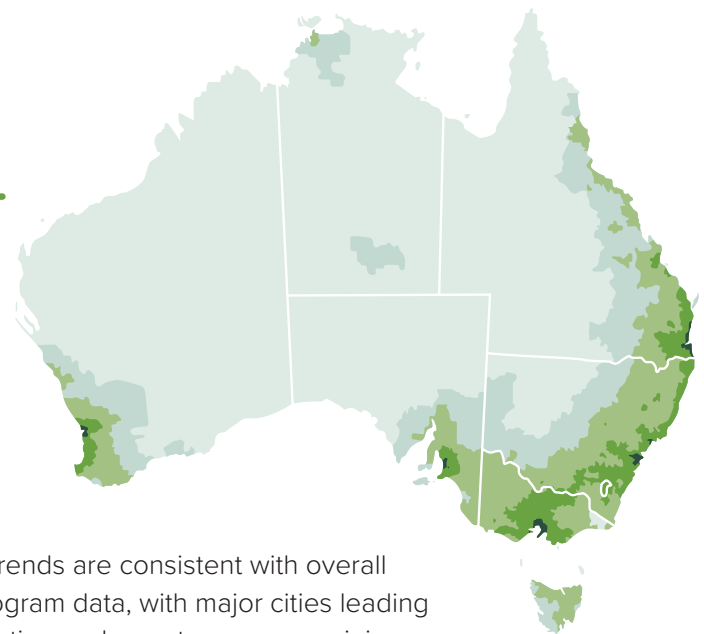 rends are consistent with overall
ogram data, with major cities leading